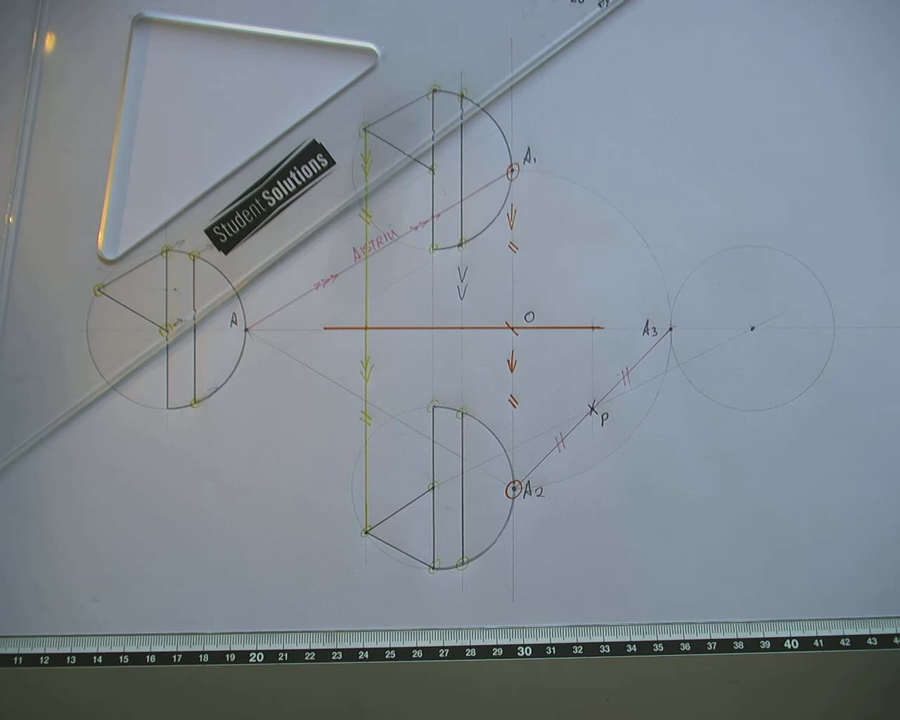 Student Solutions
A1
AISTRIÚ
A
O
A3
P
A2
11 12 13 14 15 16 17 18 19 20 21 22 23 24 25 26 27 28 29 30 31 32 33 34 35 36 37 38 39 40 41 42 43 44